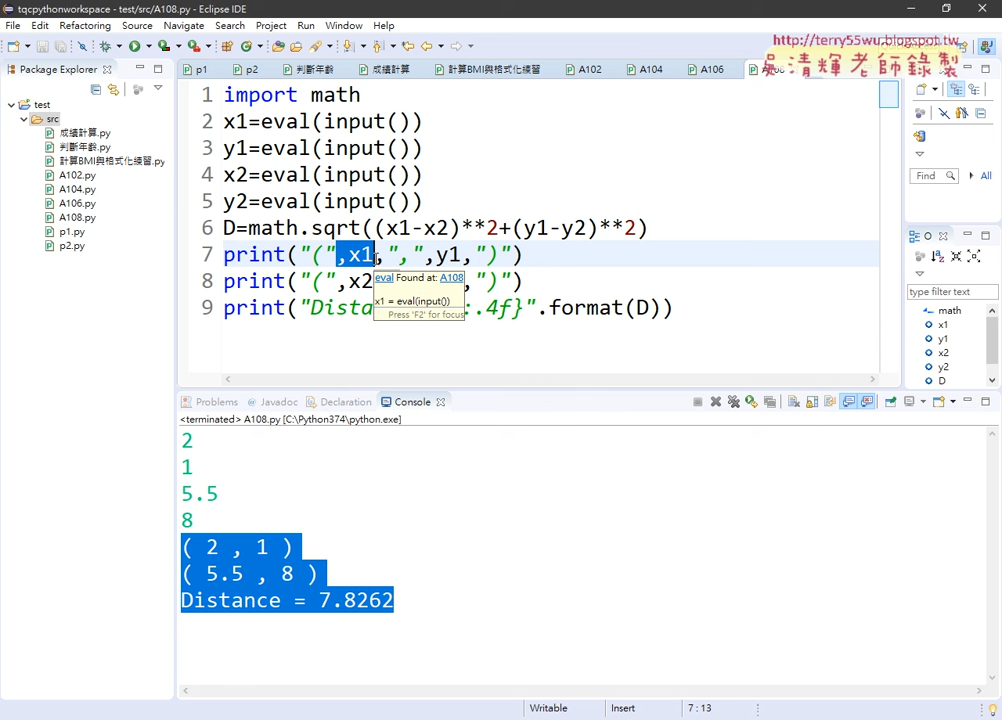 tqcpythonworkspace - test/src/A108.py - Eclipse IDE
File Edit Refactoring Source Navigate Search Project Run Window Help
http://terry55wu.blogspot.tw
吳清輝老師錄製
Package Explorer
p1
p2
判斷年齡
成績計算
計算BMI與格式化練習
A102
A104
A106
test
src
成績計算.py
判斷年齡.py
計算BMI與格式化練習.py
A102.py
A104.py
A106.py
A108.py
p1.py
p2.py
1 import math
2 x1=eval(input())
3 y1=eval(input())
4 x2=eval(input())
5 y2=eval(input())
6 D=math.sqrt((x1-x2)**2+(y1-y2)**2)
7 print("(",x1,",",y1,")")
8 print("(",x2 ,")")
9 print("Dista :.4f}".format(D))
eval Found at: A108
x1 = eval(input())
Press 'F2' for focus
Find
All
type filter text
math
x1
y1
x2
y2
D
Problems Javadoc Declaration Console
<terminated> A108.py [C:\Python374\python.exe]
2
1
5.5
8
( 2 , 1 )
( 5.5 , 8 )
Distance = 7.8262
Writable Insert 7 : 13